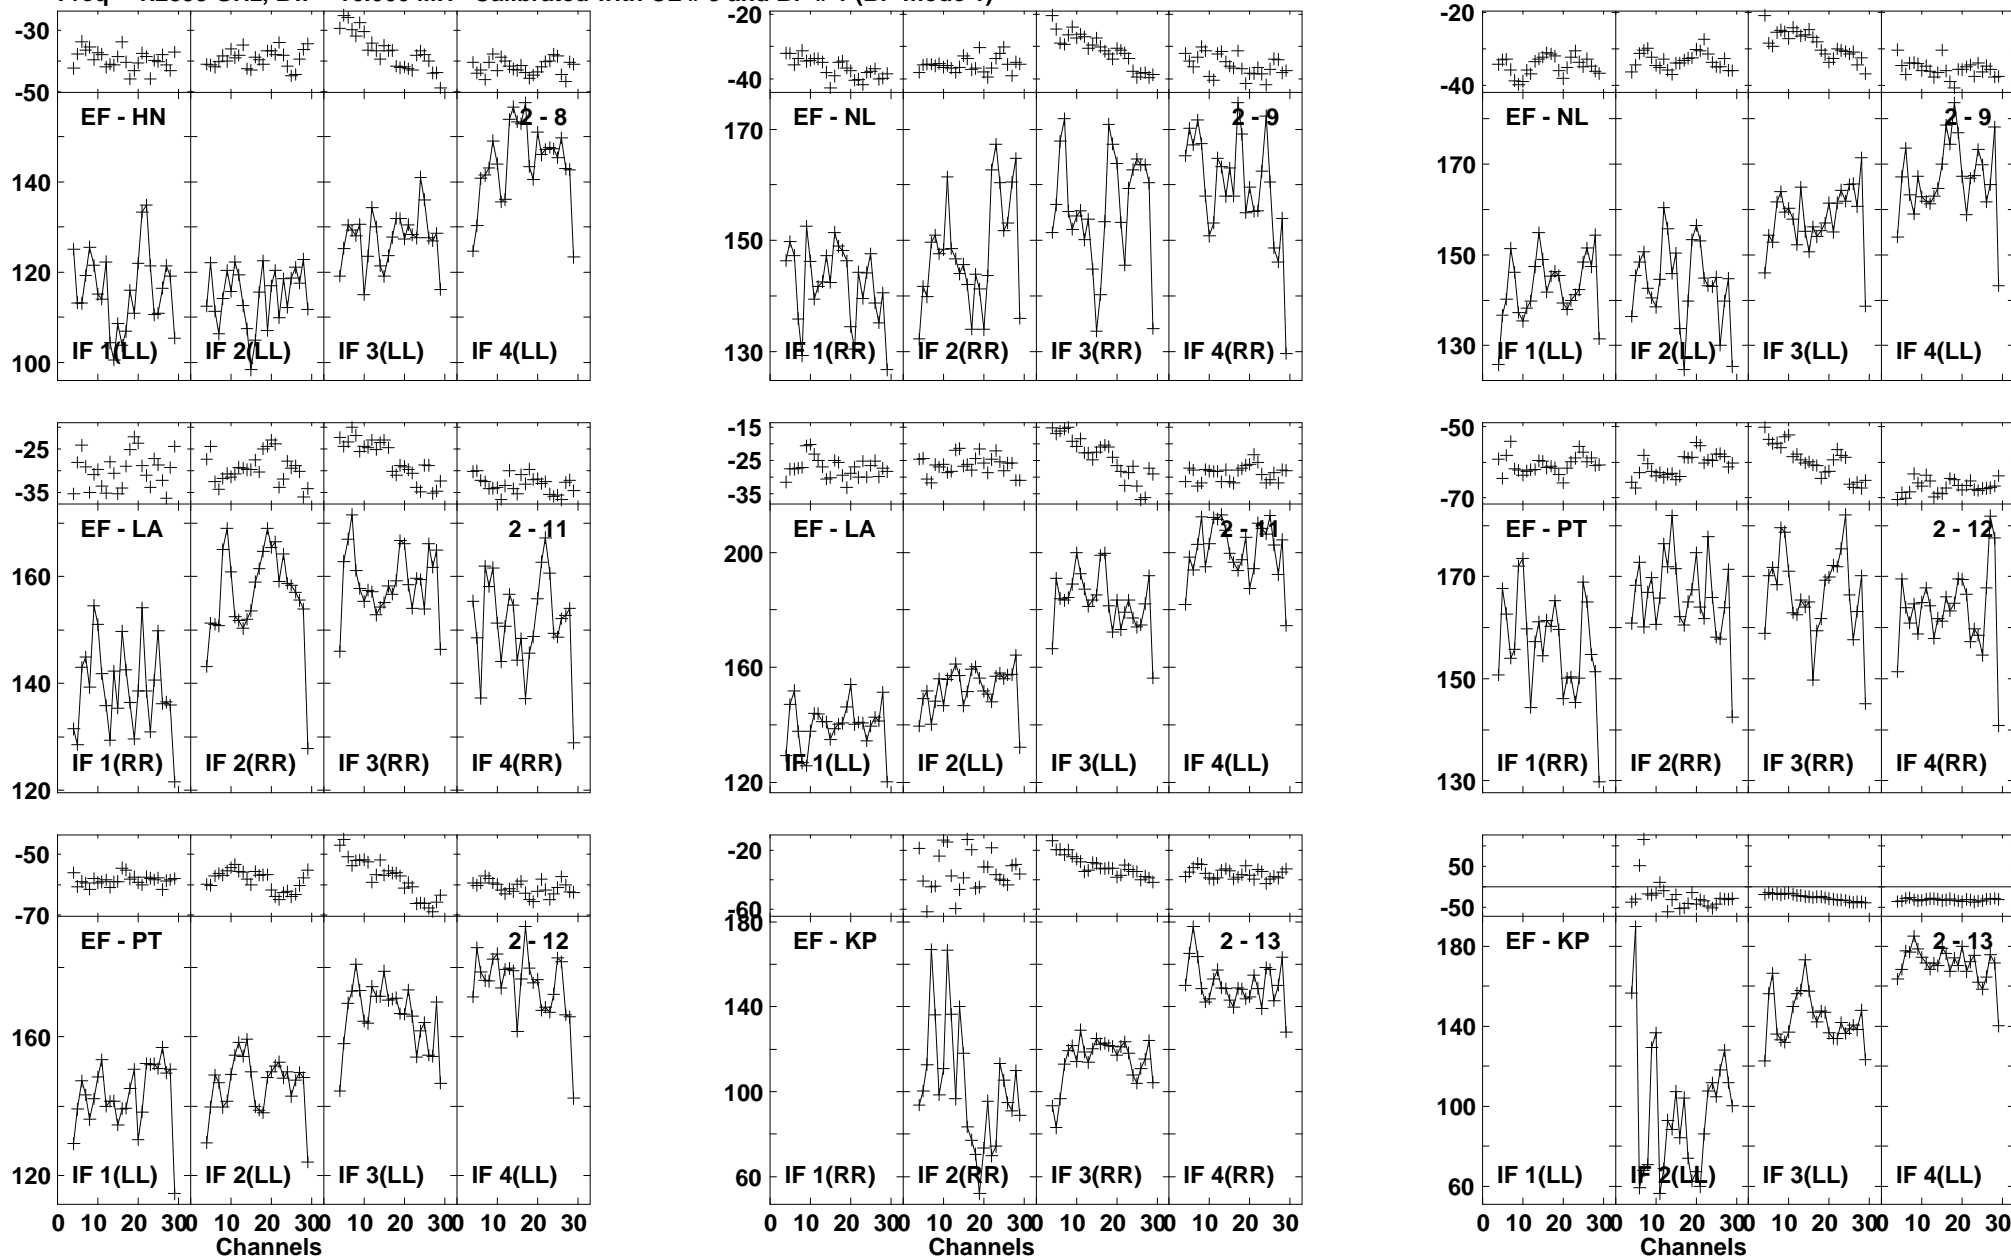 -30
-50
EF - HN
2 - 8
140
120
100
IF 1(LL) IF 2(LL) IF 3(LL) IF 4(LL)
-20
-40
EF - NL
2 - 9
170
150
130
IF 1(RR) IF 2(RR) IF 3(RR) IF 4(RR)
-20
-40
EF - NL
2 - 9
170
150
130
IF 1(LL) IF 2(LL) IF 3(LL) IF 4(LL)
-25
-35
EF - LA
2 - 11
160
140
120
IF 1(RR) IF 2(RR) IF 3(RR) IF 4(RR)
-15
-25
-35
EF - LA
2 - 11
200
160
120
IF 1(LL) IF 2(LL) IF 3(LL) IF 4(LL)
-50
-70
EF - PT
2 - 12
170
150
130
IF 1(RR) IF 2(RR) IF 3(RR) IF 4(RR)
-50
-70
EF - PT
2 - 12
160
120
IF 1(LL) IF 2(LL) IF 3(LL) IF 4(LL)
0 10 20 30 0 10 20 30 0 10 20 30 0 10 20 30
Channels
-20
-60
180
EF - KP
2 - 13
140
100
60
IF 1(RR) IF 2(RR) IF 3(RR) IF 4(RR)
0 10 20 30 0 10 20 30 0 10 20 30 0 10 20 30
Channels
50
-50
EF - KP
2 - 13
180
140
100
60
IF 1(LL) IF 2(LL) IF 3(LL) IF 4(LL)
0 10 20 30 0 10 20 30 0 10 20 30 0 10 20 30
Channels